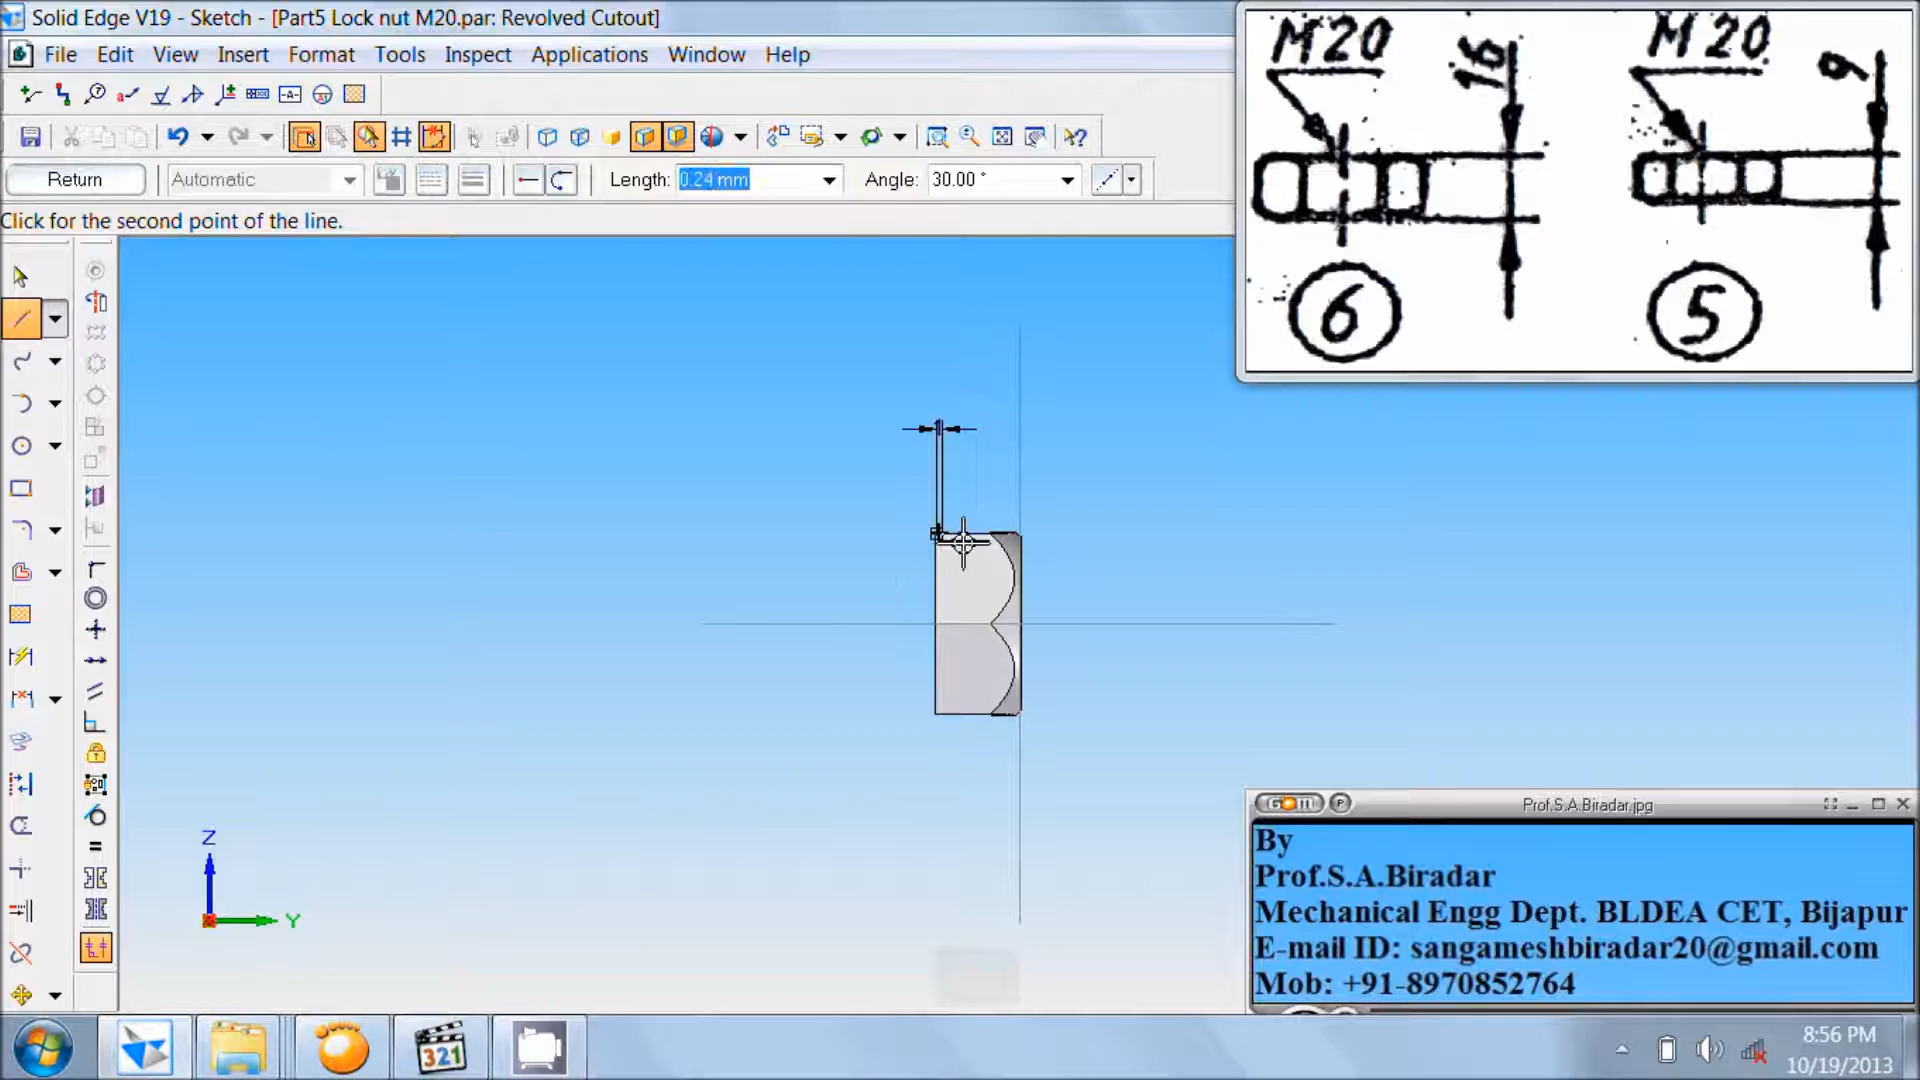 Solid Edge V19 - Sketch - [Part5 Lock nut M20.par: Revolved Cutout]
File Edit View Insert Format Tools Inspect Applications Window Help
Return Automatic Length: 0.24 mm Angle: 30.00 °
Click for the second point of the line.
M20 16 M20 9
6 5
Z
Y
GOM P Prof.S.A.Biradar.jpg
By
Prof.S.A.Biradar
Mechanical Engg Dept. BLDEA CET, Bijapur
E-mail ID: sangameshbiradar20@gmail.com
Mob: +91-8970852764
321
8:56 PM
10/19/2013